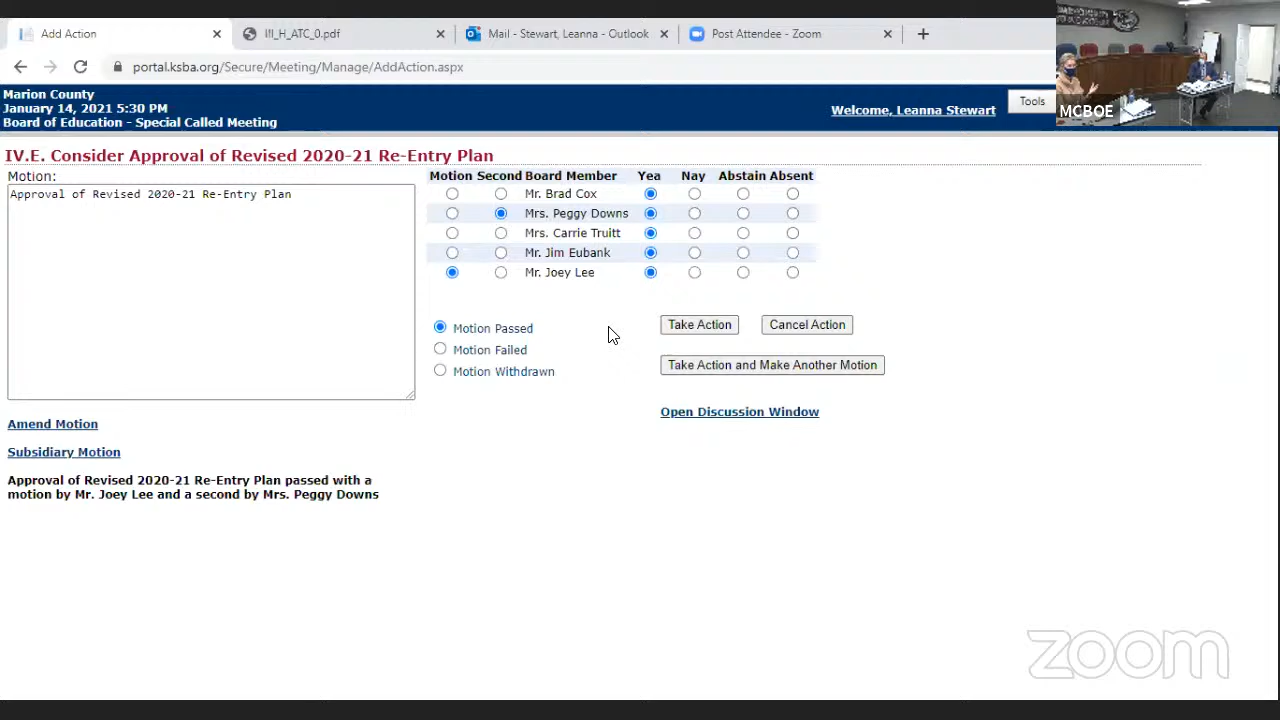 Add Action
I!I_H_ATC_0.pdf
Mail - Stewart, Leanna - Outlook
Post Attendee - Zoom
portal.ksba.org/Secure/Meeting/Manage/AddAction.aspx
Marion County
January 14, 2021 5:30 PM
Board of Education - Special Called Meeting
Welcome, Leanna Stewart
Tools
MCBOE
IV.E. Consider Approval of Revised 2020-21 Re-Entry Plan
Motion:
Approval of Revised 2020-21 Re-Entry Plan
Motion Second Board Member Yea Nay Abstain Absent
Mr. Brad Cox
Mrs. Peggy Downs
Mrs. Carrie Truitt
Mr. Jim Eubank
Mr. Joey Lee
Motion Passed
Motion Failed
Motion Withdrawn
Take Action
Cancel Action
Take Action and Make Another Motion
Open Discussion Window
Amend Motion
Subsidiary Motion
Approval of Revised 2020-21 Re-Entry Plan passed with a
motion by Mr. Joey Lee and a second by Mrs. Peggy Downs
zoom